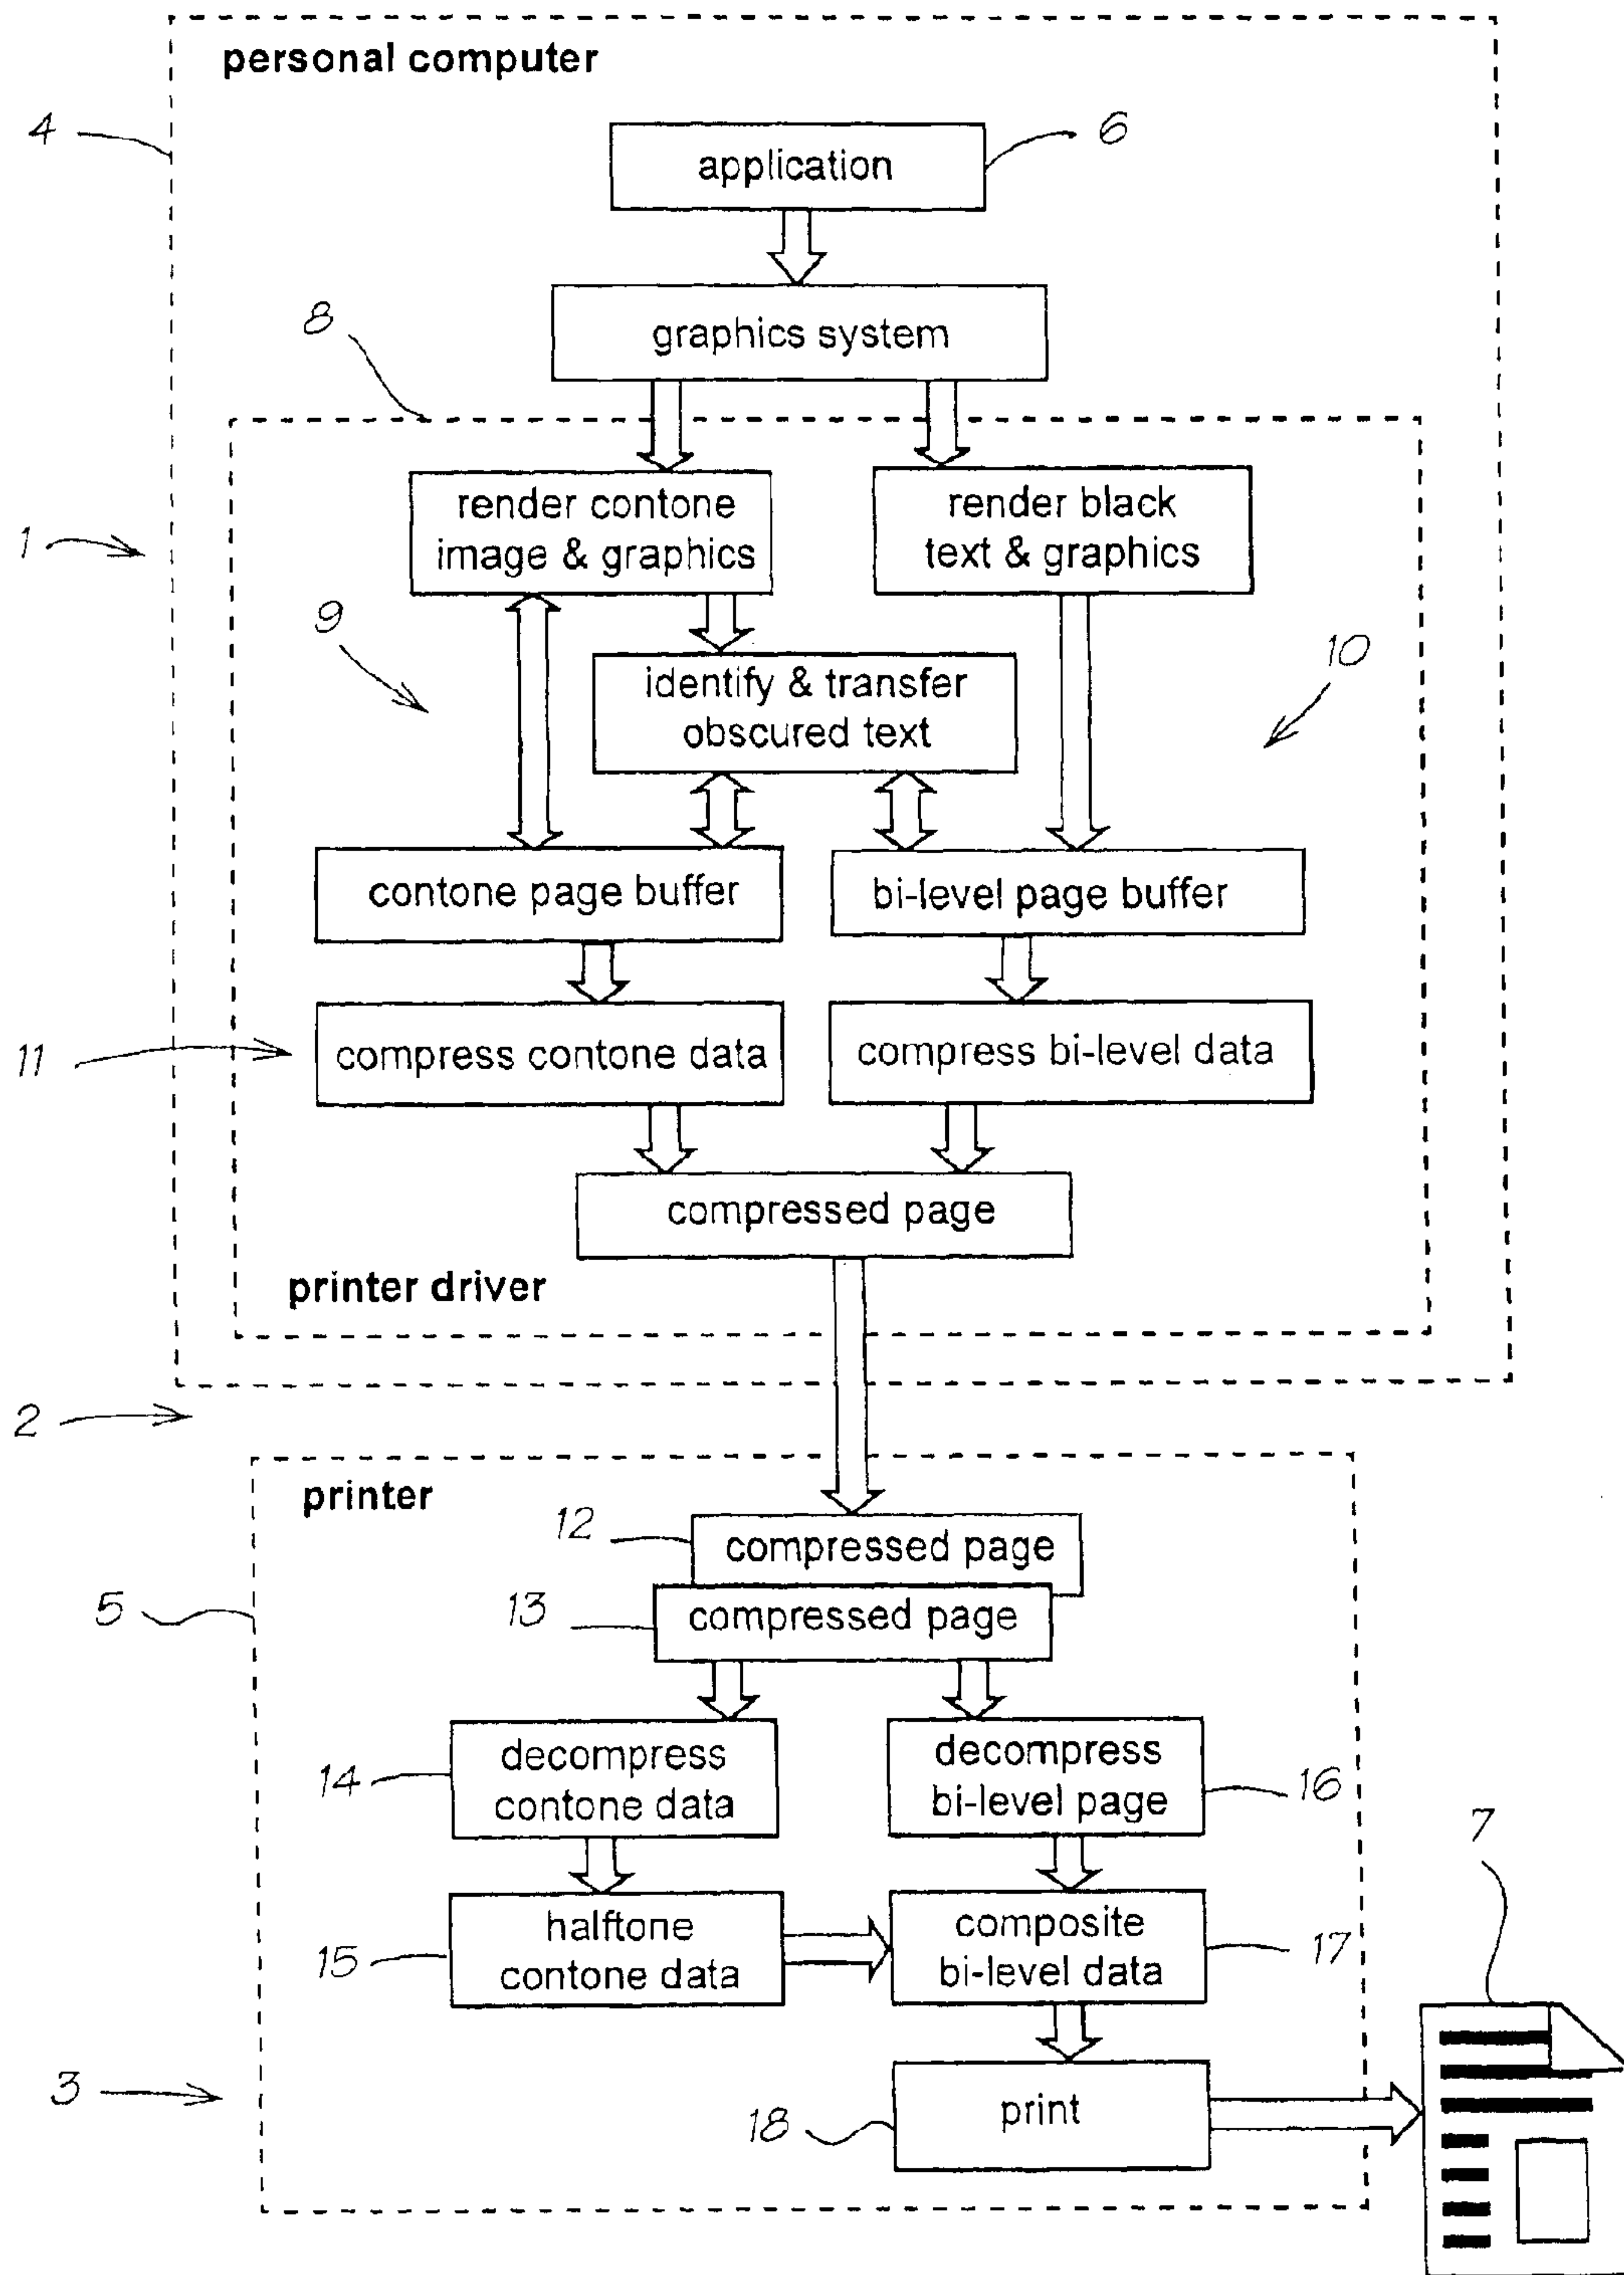 personal computer
4
application
6
graphics system
8
render contone
image & graphics
render black
text & graphics
1
9
identify & transfer
obscured text
10
contone page buffer
bi-level page buffer
11
compress contone data
compress bi-level data
compressed page
printer driver
2
printer
12
compressed page
5
13
compressed page
14
decompress
contone data
decompress
bi-level page
16
7
15
halftone
contone data
composite
bi-level data
17
3
18
print